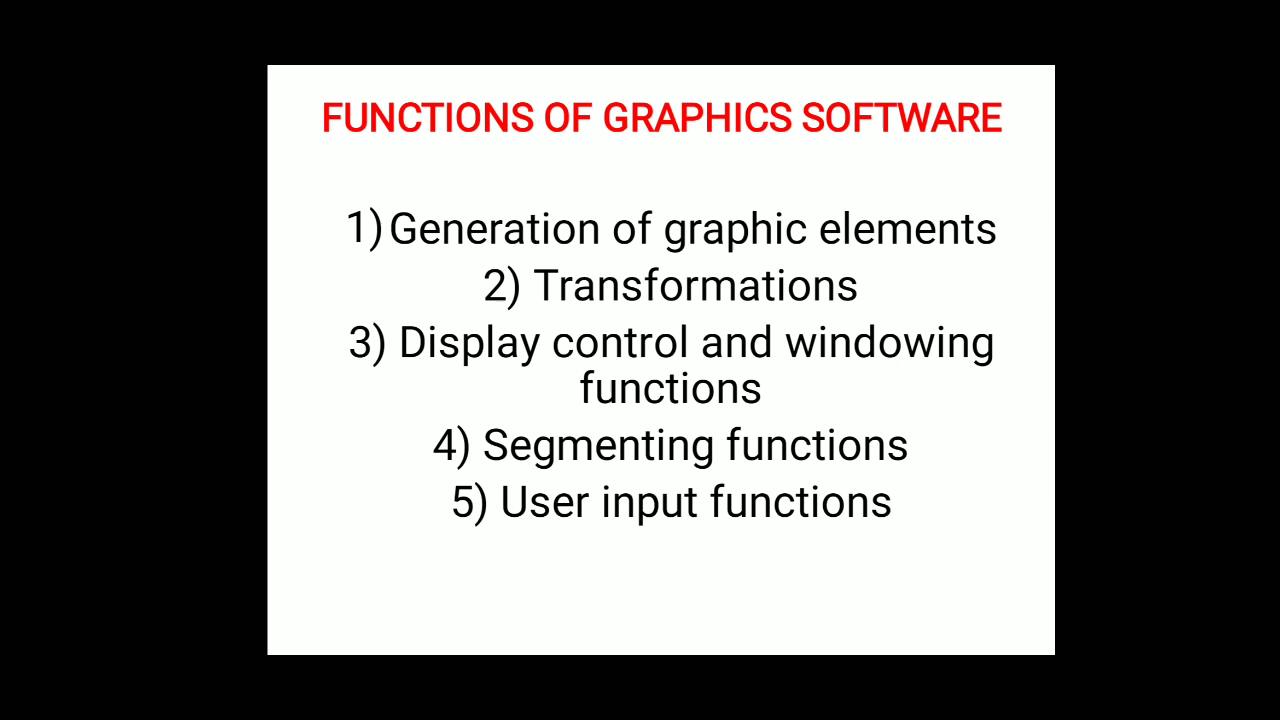 FUNCTIONS OF GRAPHICS SOFTWARE
1) Generation of graphic elements
2) Transformations
3) Display control and windowing
functions
4) Segmenting functions
5) User input functions